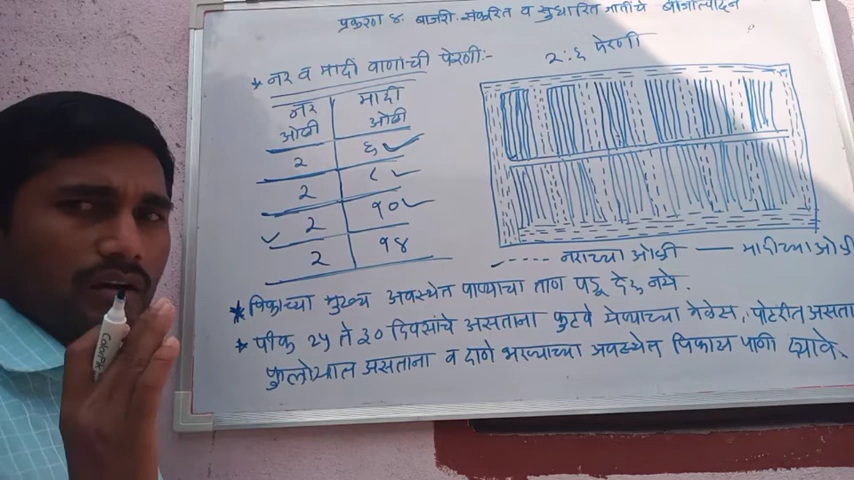 प्रकरण ४: बाजरी संकरित व सुधारित जातीचे बीजोत्पादन
* नर व मादी वाणांची पेरणी:-
२:६ पेरणी
नर ओळी मादी ओळी
२ ६ ✓
२ ८ ✓
✓ २ १० ✓
२ १४
---- नराच्या ओळी —— मादीच्या ओळी
* पिकाच्या मुख्य अवस्थेत पाण्याचा ताण पडू देऊ नये.
* पीक २५ ते ३० दिवसांचे असताना फुटवे येण्याच्या वेळेस, पोटरीत असता
फुलोऱ्यात असताना व दाणे भरण्याच्या अवस्थेत पिकास पाणी द्यावे.